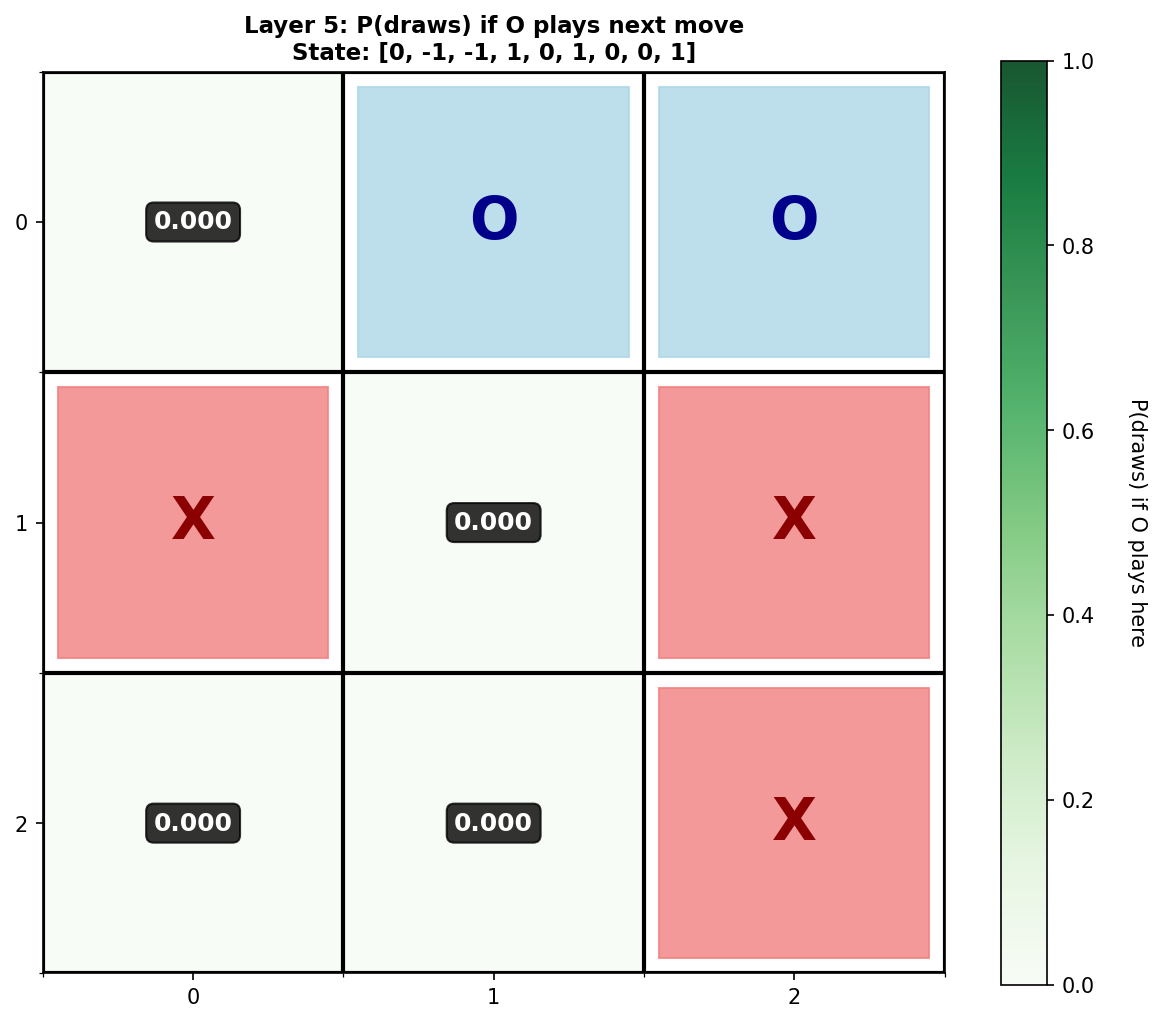 Layer 5: P(draws) if O plays next move
State: [0, -1, -1, 1, 0, 1, 0, 0, 1]
0
0.000
O
O
1
X
0.000
X
2
0.000
0.000
X
0
1
2
1.0
0.8
0.6
0.4
0.2
0.0
P(draws) if O plays here